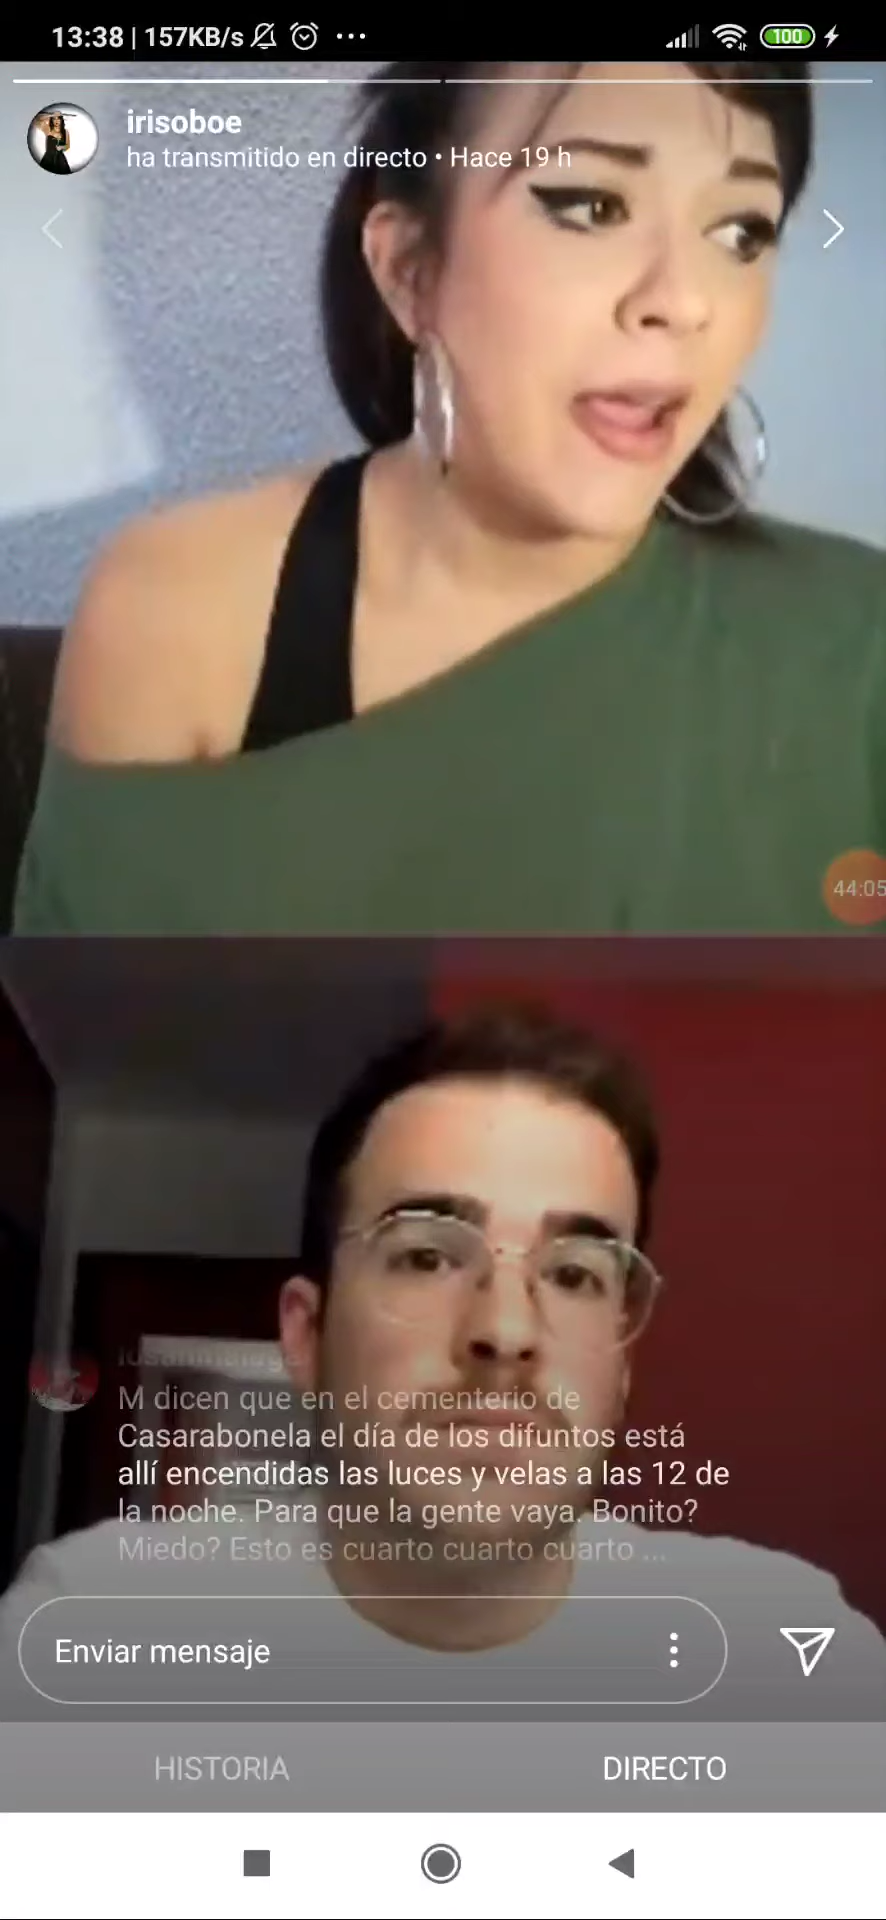 13:38 | 157KB/s
100
irisoboe
ha transmitido en directo • Hace 19 h
44:05
M dicen que en el cementerio de
Casarabonela el día de los difuntos está
allí encendidas las luces y velas a las 12 de
la noche. Para que la gente vaya. Bonito?
Miedo? Esto es cuarto cuarto cuarto ...
Enviar mensaje
HISTORIA
DIRECTO